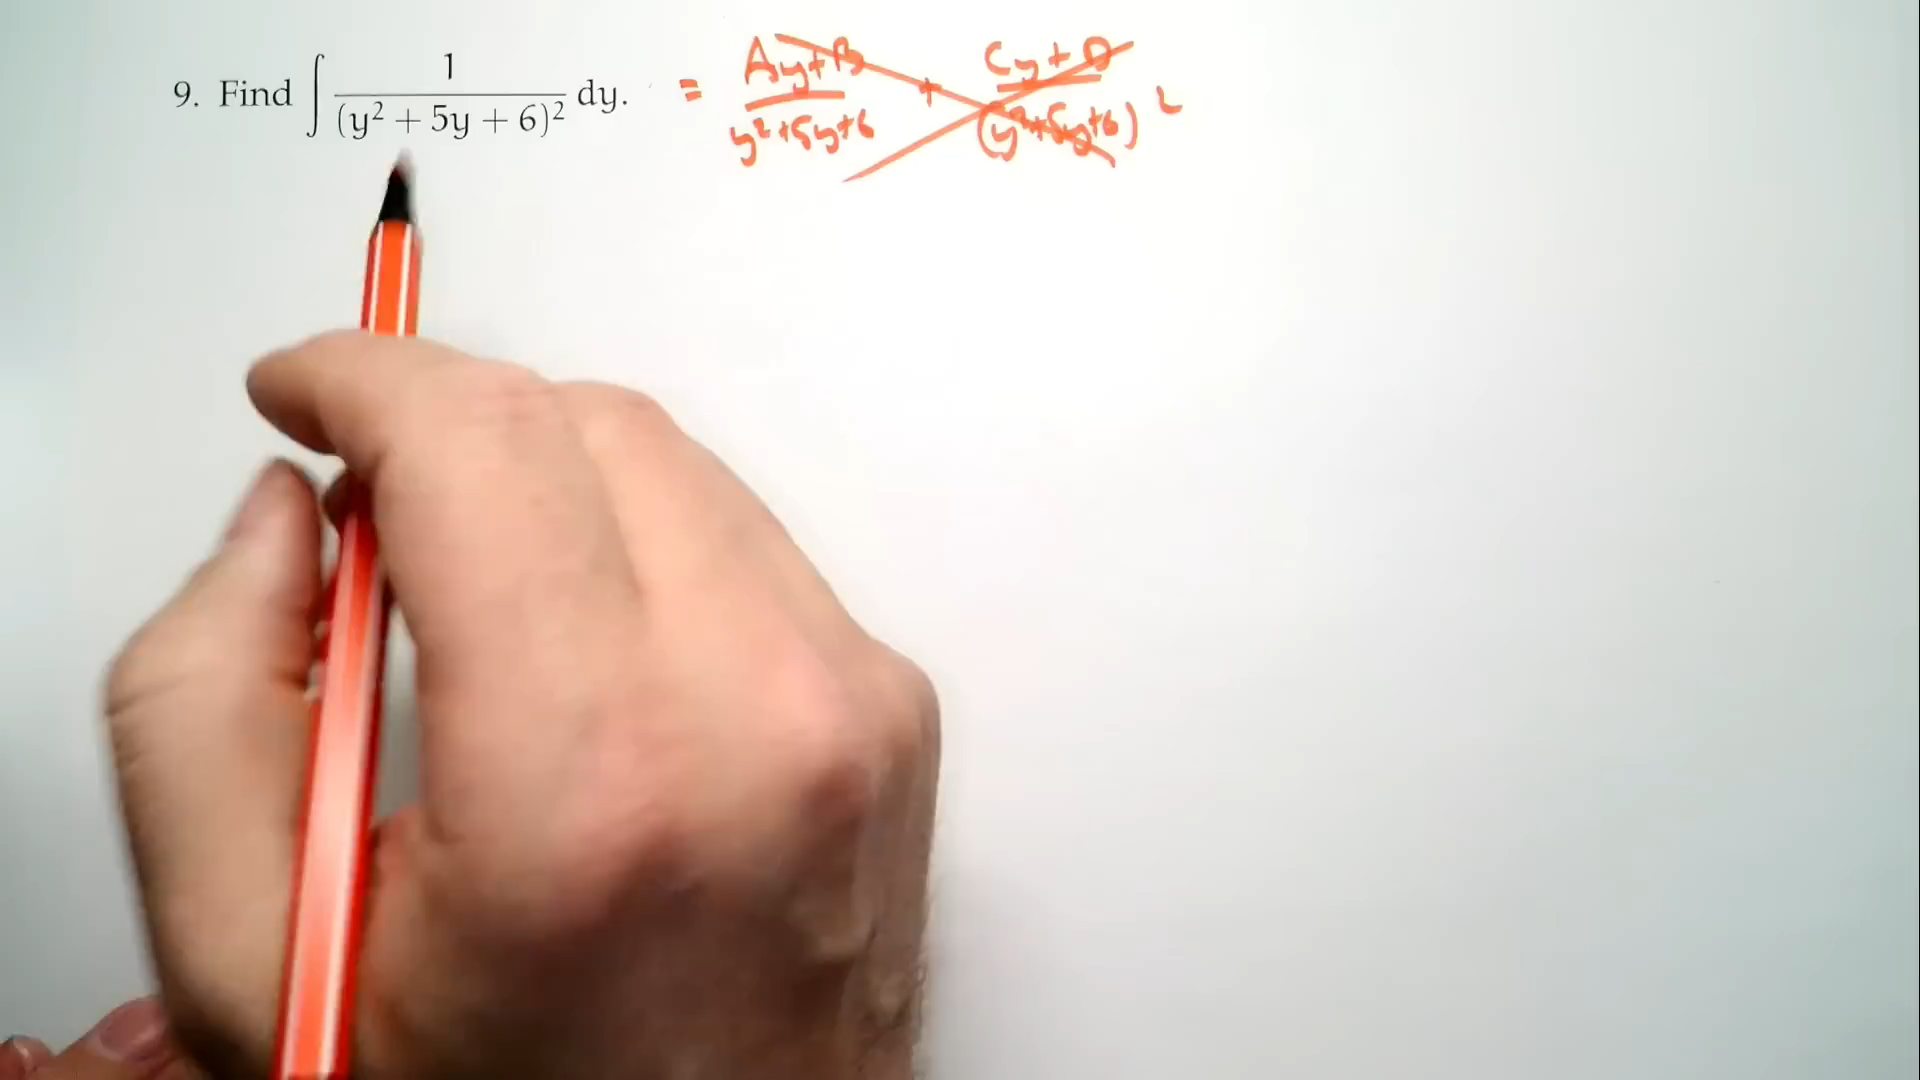 9. Find ∫ 1/(y² + 5y + 6)² dy. = Ay+B/y²+5y+6 + Cy+D/(y²+5y+6)²